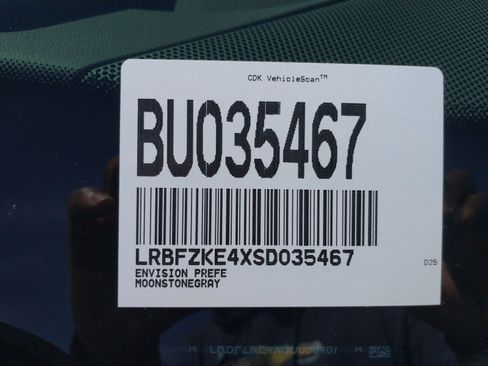 CDK VehicleScan™
BU035467
LRBFZKE4XSD035467
ENVISION PREFE
MOONSTONEGRAY
D25